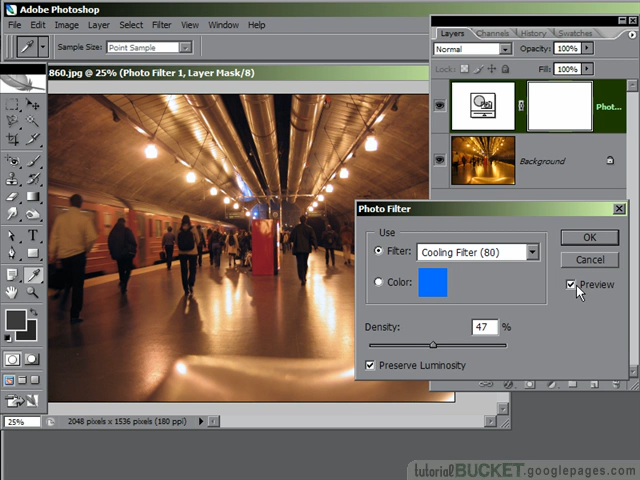 Adobe Photoshop
File Edit Image Layer Select Filter View Window Help
Sample Size: Point Sample
860.jpg @ 25% (Photo Filter 1, Layer Mask/8)
Layers Channels History Swatches
Normal Opacity: 100%
Lock: Fill: 100%
Phot...
Background
Photo Filter
Use
Filter: Cooling Filter (80)
Color:
OK
Cancel
Preview
Density: 47 %
Preserve Luminosity
25% 2048 pixels x 1536 pixels (180 ppi)
tutorialBUCKET.googlepages.com